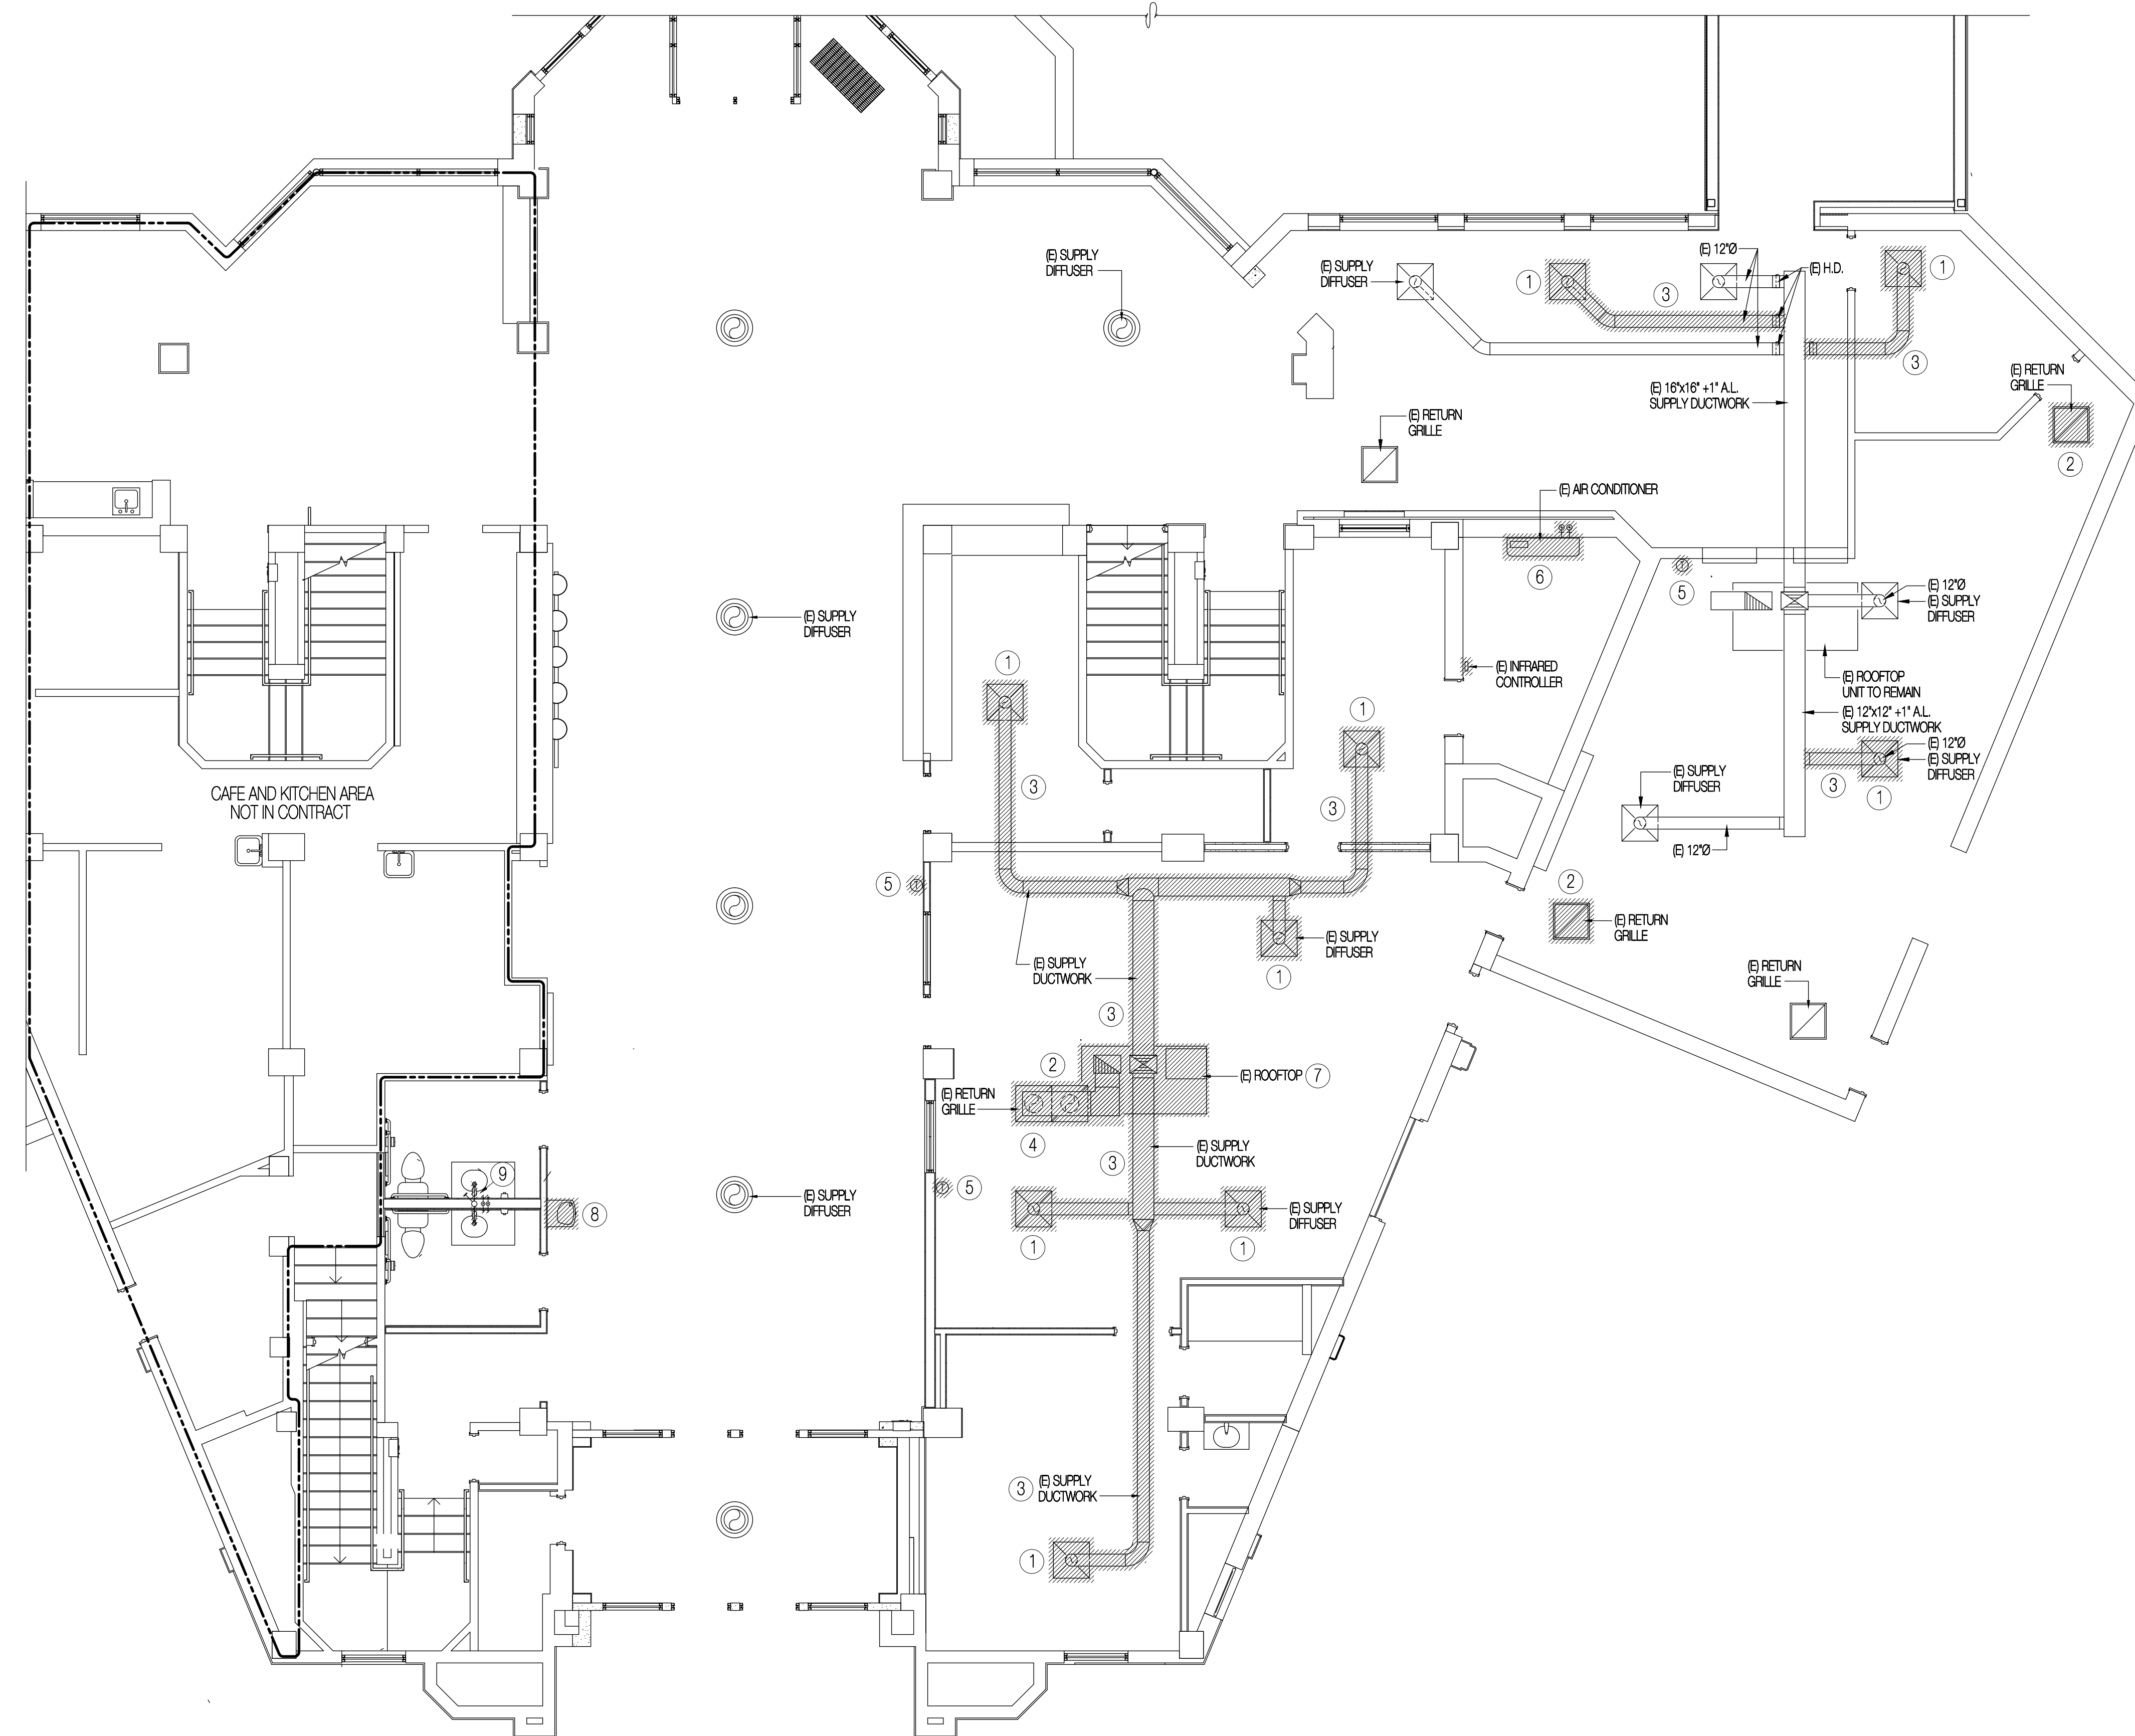 (E) SUPPLY
DIFFUSER
(E) SUPPLY
DIFFUSER
1
3
(E) 12"Ø
(E) H.D.
1
3
(E) 16"x16" +1" A.L.
SUPPLY DUCTWORK
(E) RETURN
GRILLE
2
(E) RETURN
GRILLE
(E) AIR CONDITIONER
6
5
(E) 12"Ø
(E) SUPPLY
DIFFUSER
(E) SUPPLY
DIFFUSER
1
(E) INFRARED
CONTROLLER
(E) ROOFTOP
UNIT TO REMAIN
1
(E) 12"x12" +1" A.L.
SUPPLY DUCTWORK
(E) 12"Ø
(E) SUPPLY
DIFFUSER
3
3
3
1
(E) SUPPLY
DIFFUSER
CAFE AND KITCHEN AREA
NOT IN CONTRACT
(E) 12"Ø
5
2
(E) RETURN
GRILLE
(E) SUPPLY
DIFFUSER
1
(E) SUPPLY
DUCTWORK
(E) RETURN
GRILLE
3
2
(E) ROOFTOP
7
(E) RETURN
GRILLE
4
(E) SUPPLY
DUCTWORK
3
9
5
(E) SUPPLY
DIFFUSER
8
(E) SUPPLY
DIFFUSER
1
1
3
(E) SUPPLY
DUCTWORK
1